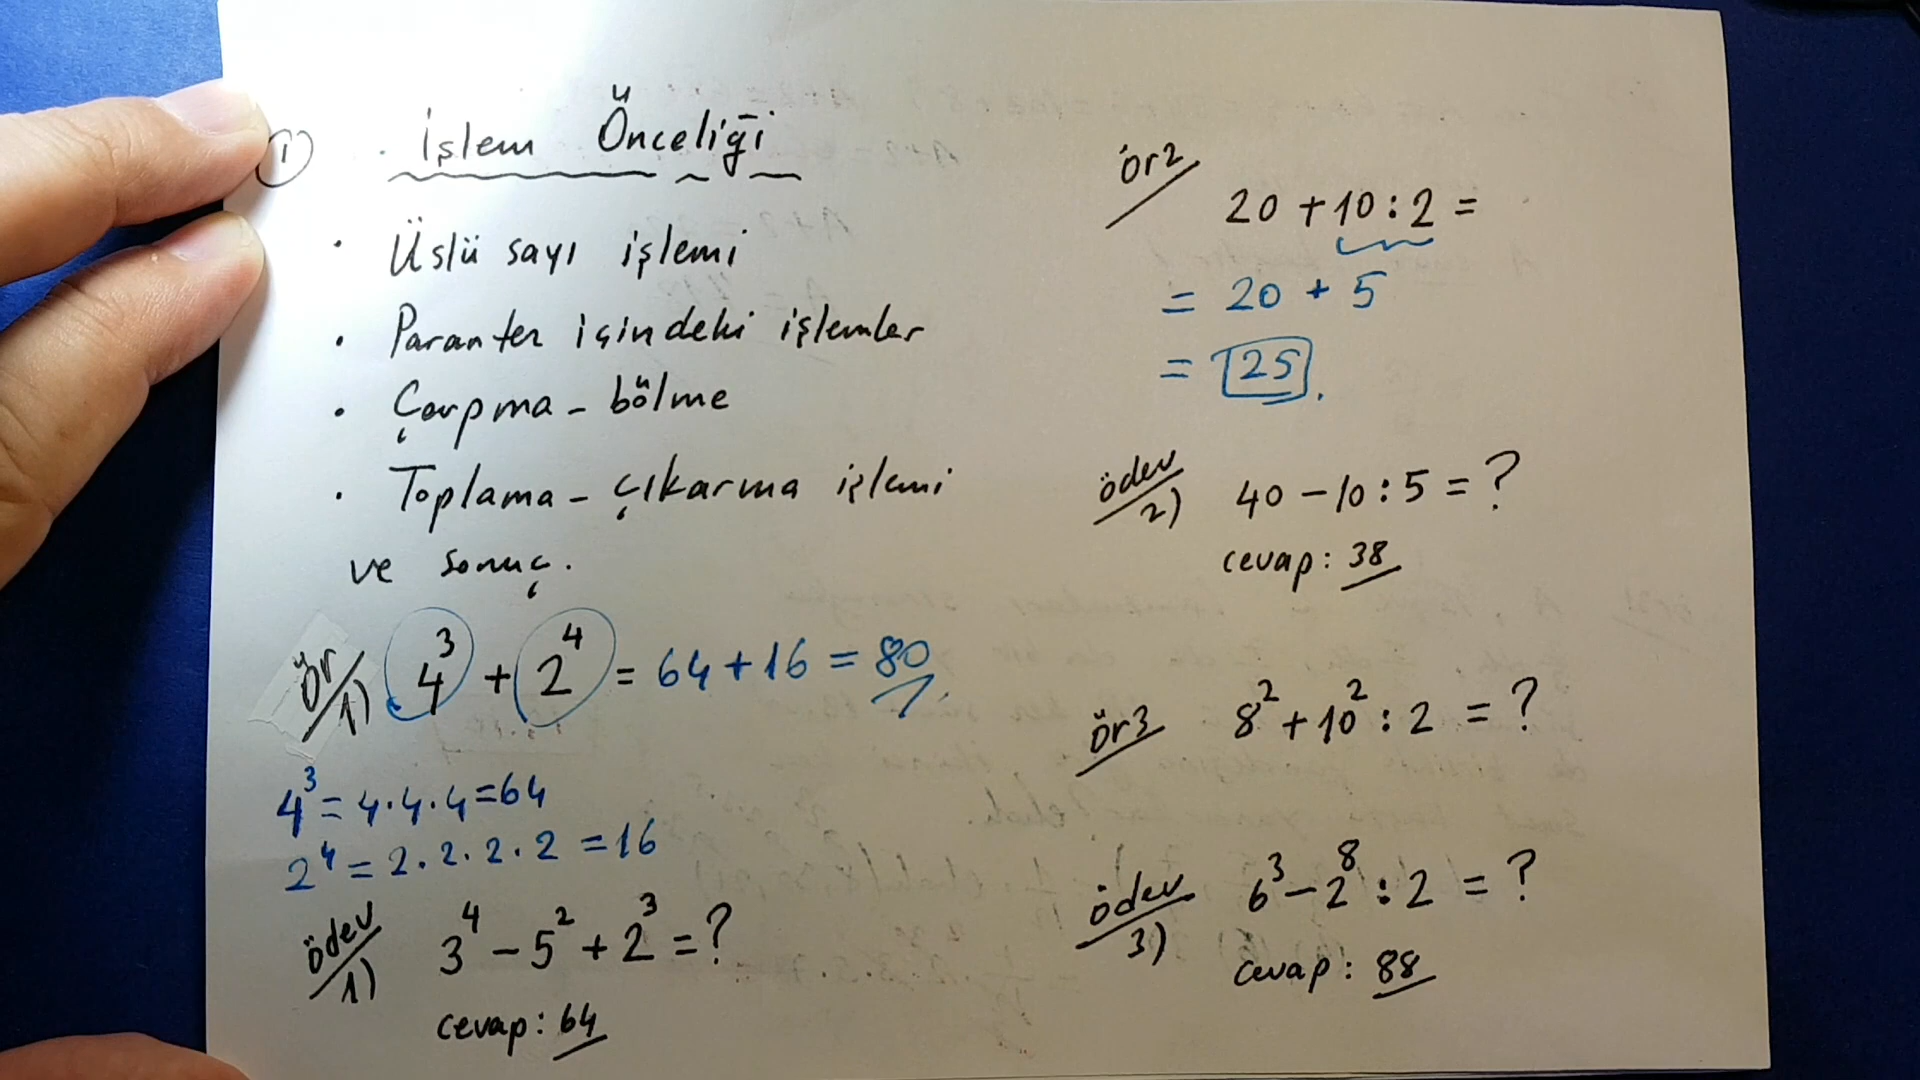 1
İşlem Önceliği
• Üslü sayı işlemi
• Parantez içindeki işlemler
• Çarpma - bölme
• Toplama - çıkarma işlemi
ve sonuç.
ör/1) 4³ + 2⁴ = 64 + 16 = 80
4³ = 4.4.4 = 64
2⁴ = 2.2.2.2 = 16
ödev/1) 3⁴ - 5² + 2³ = ?
cevap: 64
ör2 20 + 10 : 2 =
= 20 + 5
= 25.
ödev/2) 40 - 10 : 5 = ?
cevap: 38
ör3 8² + 10² : 2 = ?
ödev/3) 6³ - 2⁸ : 2 = ?
cevap: 88